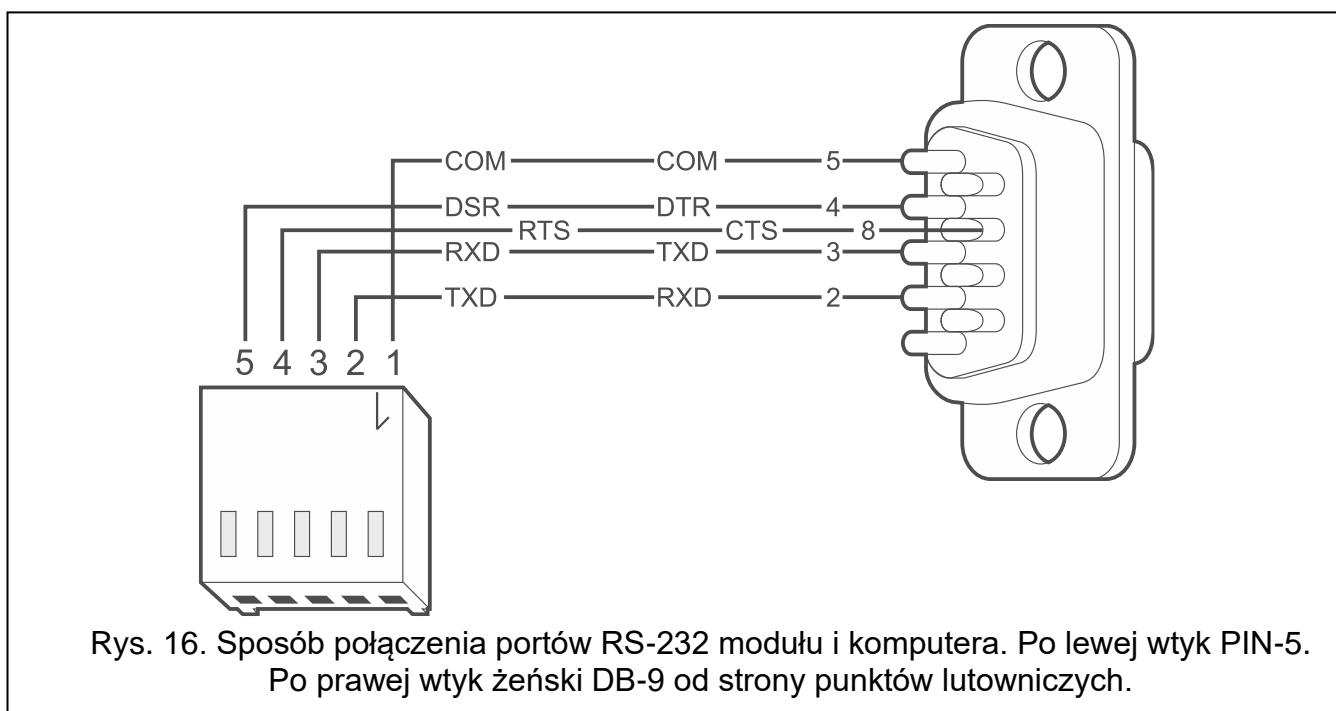 COM COM 5
DSR DTR 4
RTS CTS 8
RXD TXD 3
TXD RXD 2
5 4 3 2 1
Rys. 16. Sposób połączenia portów RS-232 modułu i komputera. Po lewej wtyk PIN-5.
Po prawej wtyk żeński DB-9 od strony punktów lutowniczych.